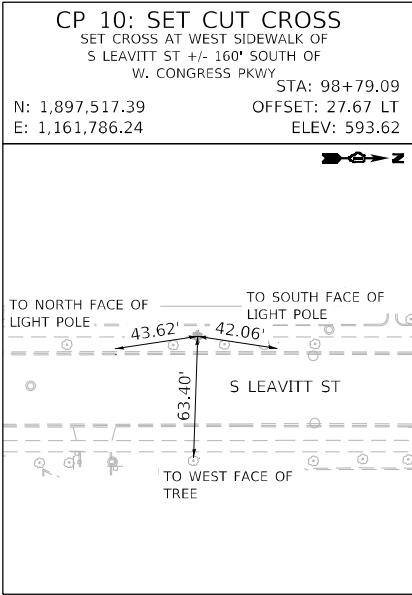 CP 10: SET CUT CROSS
SET CROSS AT WEST SIDEWALK OF
S LEAVITT ST +/- 160' SOUTH OF
W. CONGRESS PKWY
STA: 98+79.09
N: 1,897,517.39
OFFSET: 27.67 LT
E: 1,161,786.24
ELEV: 593.62
N
TO NORTH FACE OF
LIGHT POLE
TO SOUTH FACE OF
LIGHT POLE
43.62'
42.06'
63.40'
S LEAVITT ST
TO WEST FACE OF
TREE